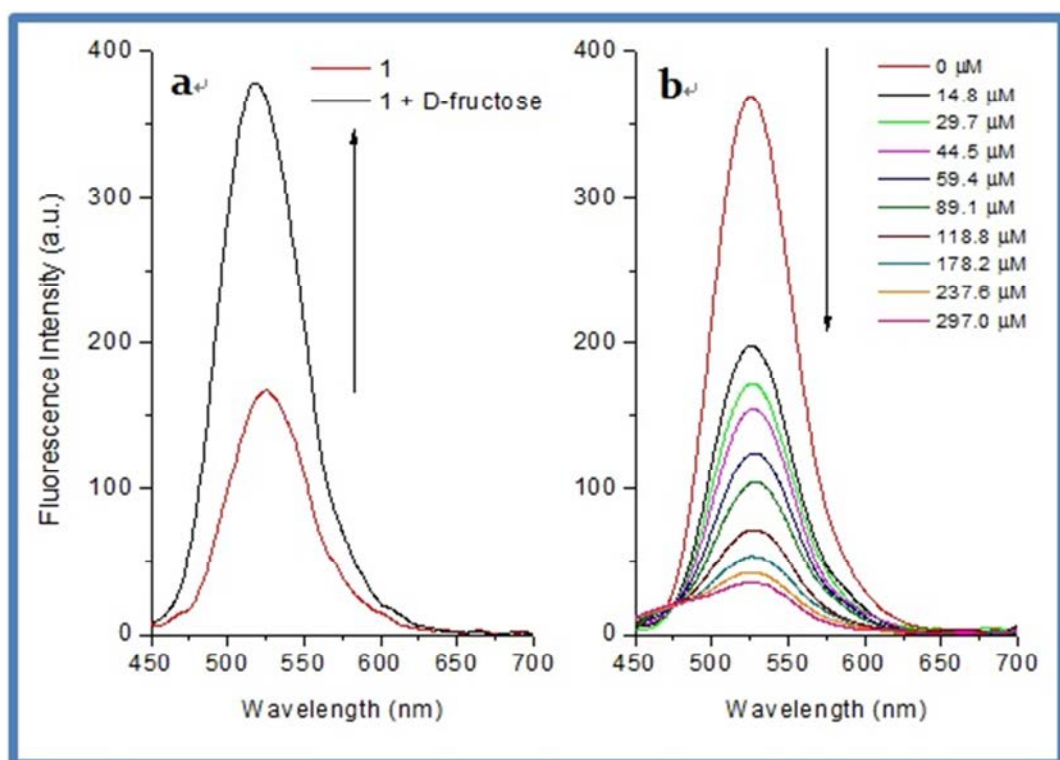 a↵
1
1 + D-fructose
400
300
200
100
0
450 500 550 600 650 700
Fluorescence Intensity (a.u.)
Wavelength (nm)
b↵
0 µM
14.8 µM
29.7 µM
44.5 µM
59.4 µM
89.1 µM
118.8 µM
178.2 µM
237.6 µM
297.0 µM
400
300
200
100
0
450 500 550 600 650 700
Wavelength (nm)